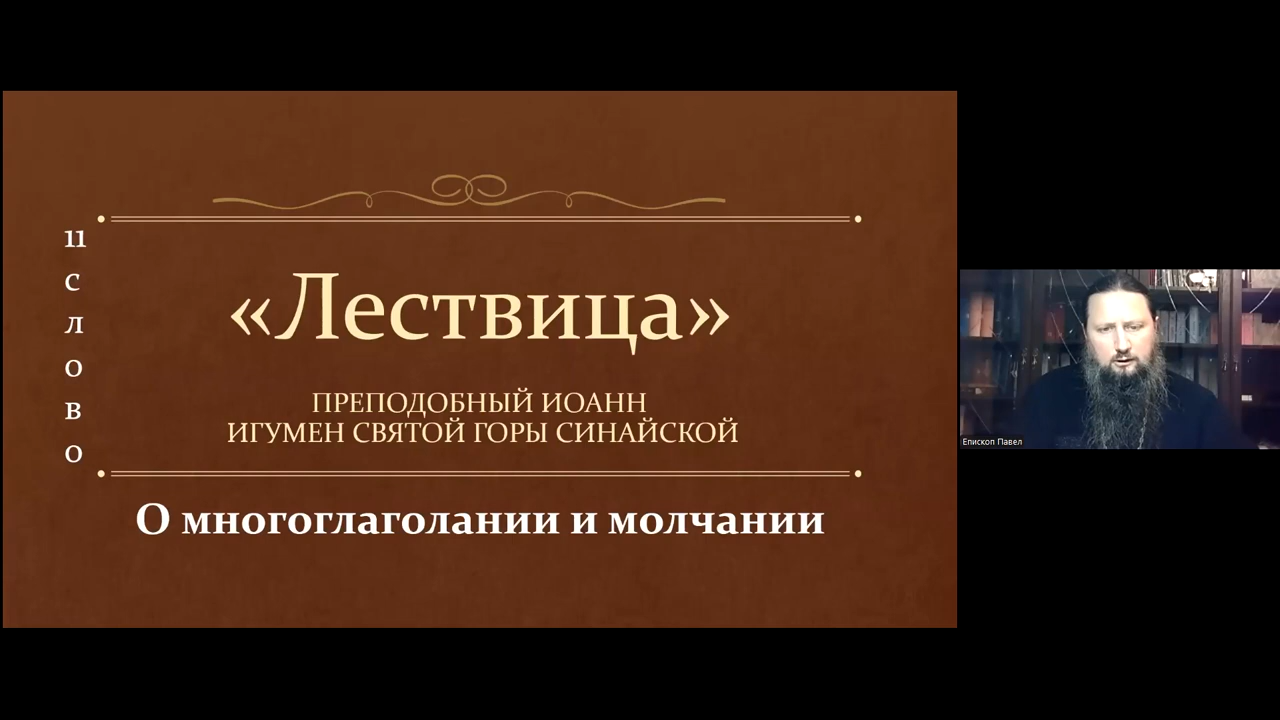 11
с
л
о
в
о
«Лествица»
ПРЕПОДОБНЫЙ ИОАНН
ИГУМЕН СВЯТОЙ ГОРЫ СИНАЙСКОЙ
О многоглаголании и молчании
Епископ Павел